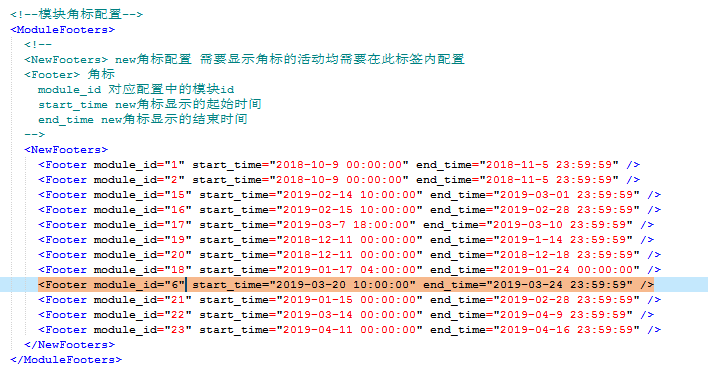 <!--模块角标配置-->
<ModuleFooters>
<!--
<NewFooters> new角标配置 需要显示角标的活动均需要在此标签内配置
<Footer> 角标
module_id 对应配置中的模块id
start_time new角标显示的起始时间
end_time new角标显示的结束时间
-->
<NewFooters>
<Footer module_id="1" start_time="2018-10-9 00:00:00" end_time="2018-11-5 23:59:59" />
<Footer module_id="2" start_time="2018-10-9 00:00:00" end_time="2018-11-5 23:59:59" />
<Footer module_id="15" start_time="2019-02-14 10:00:00" end_time="2019-03-01 23:59:59" />
<Footer module_id="16" start_time="2019-02-15 10:00:00" end_time="2019-02-28 23:59:59" />
<Footer module_id="17" start_time="2019-03-7 18:00:00" end_time="2019-03-10 23:59:59" />
<Footer module_id="19" start_time="2018-12-11 00:00:00" end_time="2019-1-14 23:59:59" />
<Footer module_id="20" start_time="2018-12-11 00:00:00" end_time="2018-12-18 23:59:59" />
<Footer module_id="18" start_time="2019-01-17 04:00:00" end_time="2019-01-24 00:00:00" />
<Footer module_id="6" start_time="2019-03-20 10:00:00" end_time="2019-03-24 23:59:59" />
<Footer module_id="21" start_time="2019-01-15 00:00:00" end_time="2019-02-28 23:59:59" />
<Footer module_id="22" start_time="2019-03-14 00:00:00" end_time="2019-04-9 23:59:59" />
<Footer module_id="23" start_time="2019-04-11 00:00:00" end_time="2019-04-16 23:59:59" />
</NewFooters>
</ModuleFooters>